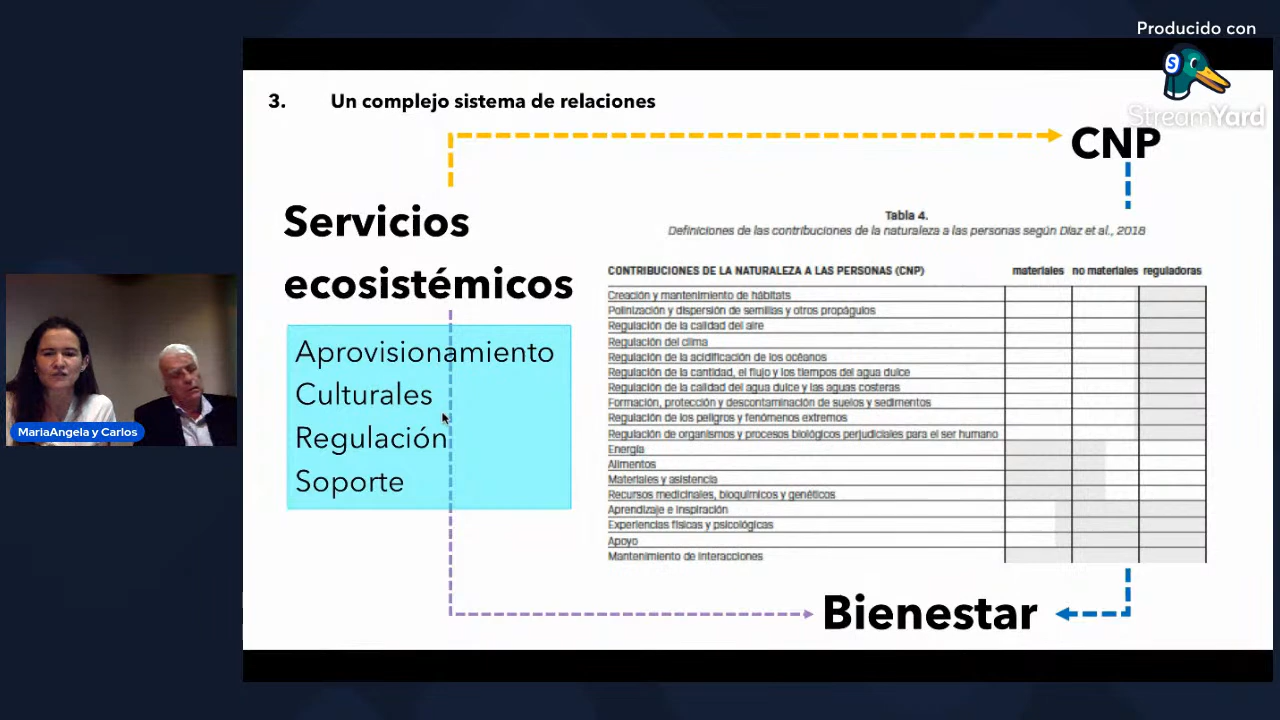 Producido con
StreamYard
3. Un complejo sistema de relaciones
CNP
Servicios
ecosistémicos
Aprovisionamiento
Culturales
Regulación
Soporte
Tabla 4.
Definiciones de las contribuciones de la naturaleza a las personas según Díaz et al., 2018
CONTRIBUCIONES DE LA NATURALEZA A LAS PERSONAS (CNP) materiales no materiales reguladoras
Creación y mantenimiento de hábitats
Polinización y dispersión de semillas y otros propágulos
Regulación de la calidad del aire
Regulación del clima
Regulación de la acidificación de los océanos
Regulación de la cantidad, el flujo y los tiempos del agua dulce
Regulación de la calidad del agua dulce y las aguas costeras
Formación, protección y descontaminación de suelos y sedimentos
Regulación de los peligros y fenómenos extremos
Regulación de organismos y procesos biológicos perjudiciales para el ser humano
Energía
Alimentos
Materiales y asistencia
Recursos medicinales, bioquímicos y genéticos
Aprendizaje e inspiración
Experiencias físicas y psicológicas
Apoyo
Mantenimiento de interacciones
Bienestar
MariaAngela y Carlos